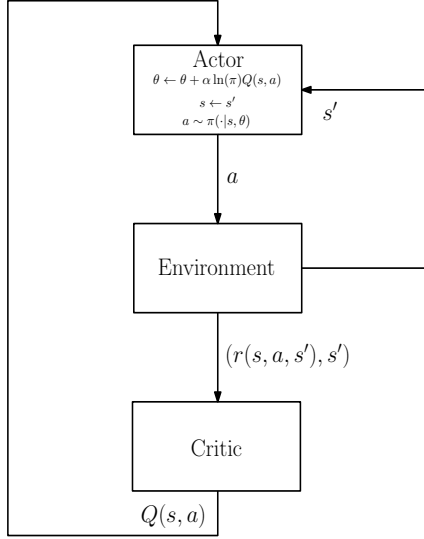 Actor
θ ← θ + α ln(π)Q(s, a)
s ← s′
a ∼ π(·|s, θ)
s′
a
Environment
(r(s, a, s′), s′)
Critic
Q(s, a)